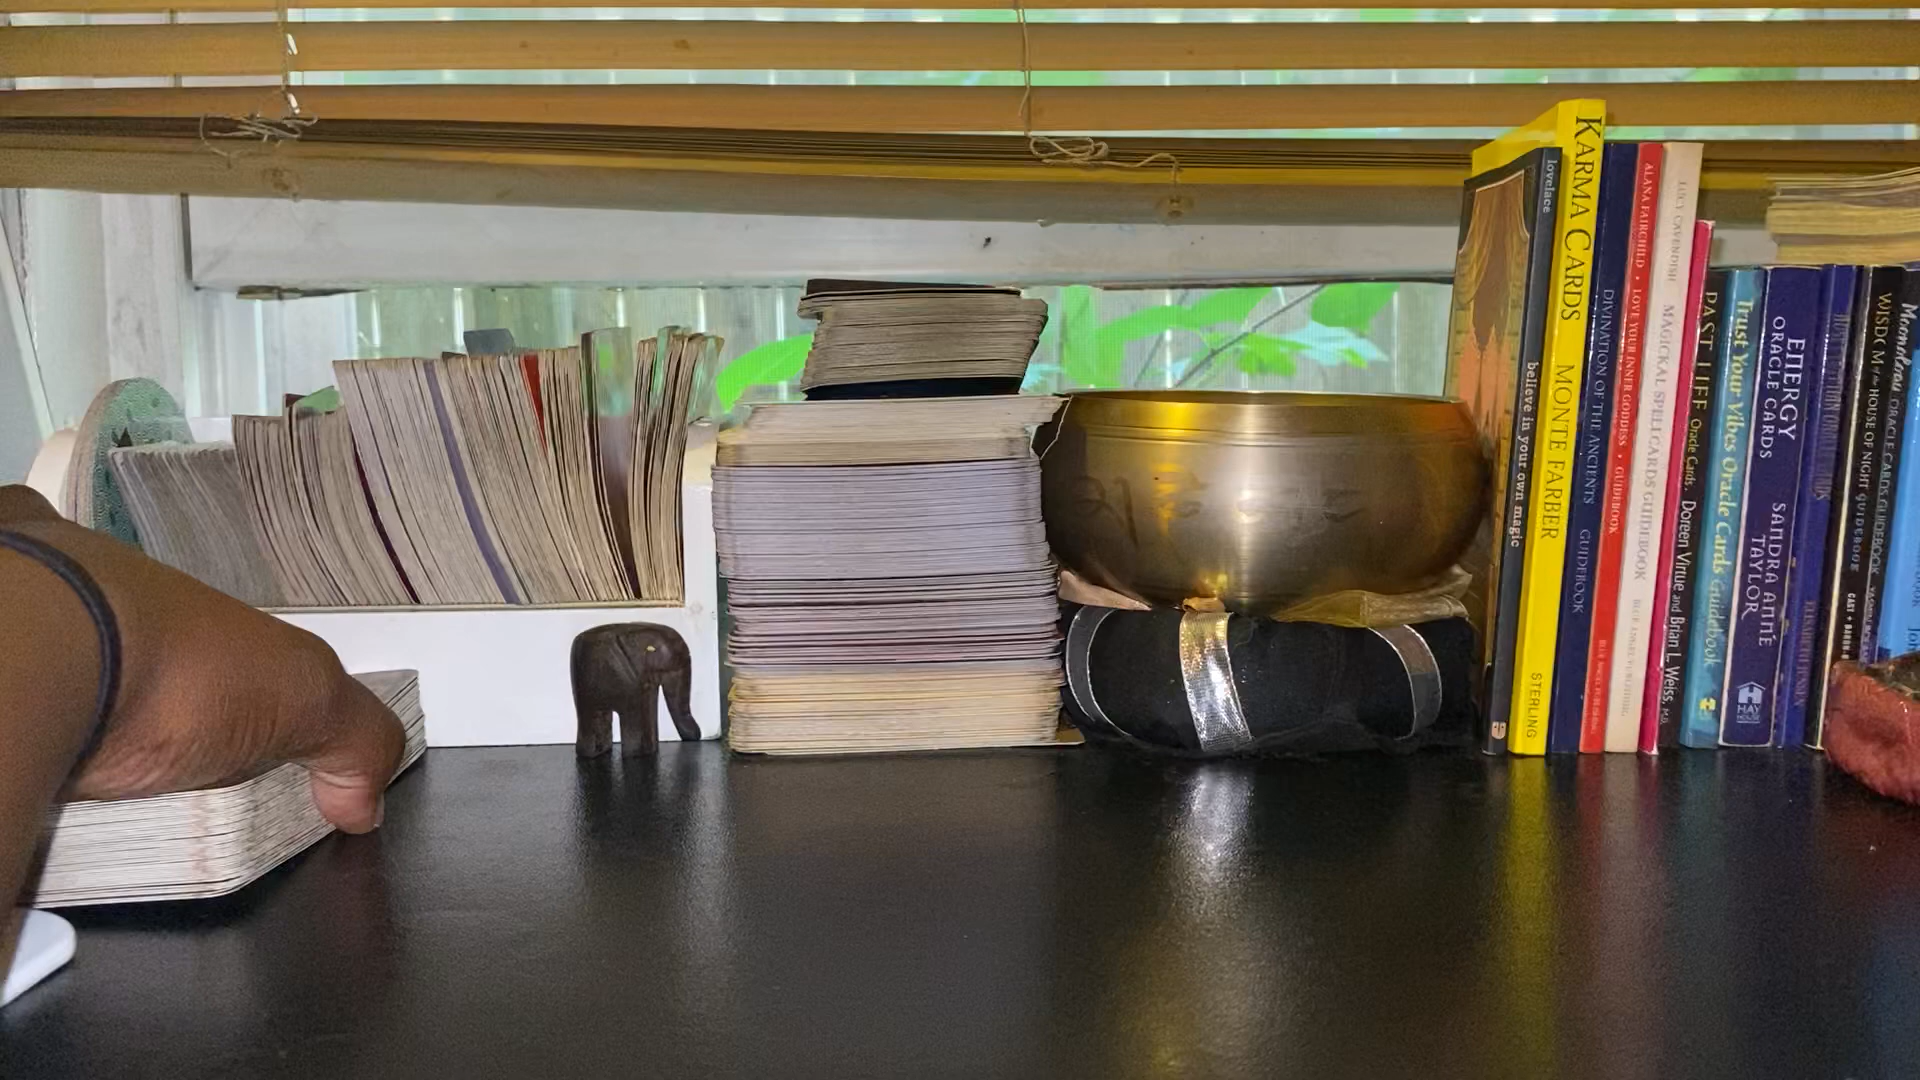 lovelace
believe in your own magic
KARMA CARDS MONTE FARBER STERLING
DIVINATION OF THE ANCIENTS GUIDEBOOK
ALANA FAIRCHILD • LOVE YOUR INNER GODDESS • GUIDEBOOK
LUCY CAVENDISH MAGICKAL SPELL CARDS GUIDEBOOK
PAST LIFE Oracle Cards Doreen Virtue and Brian L. Weiss, M.D.
Trust Your Vibes Oracle Cards Guidebook
ENERGY
ORACLE CARDS
SANDRA ANNE
TAYLOR
HAY
HOUSE
WISDOM of the HOUSE OF NIGHT GUIDEBOOK
CAST
ORACLE CARDS GUIDEBOOK